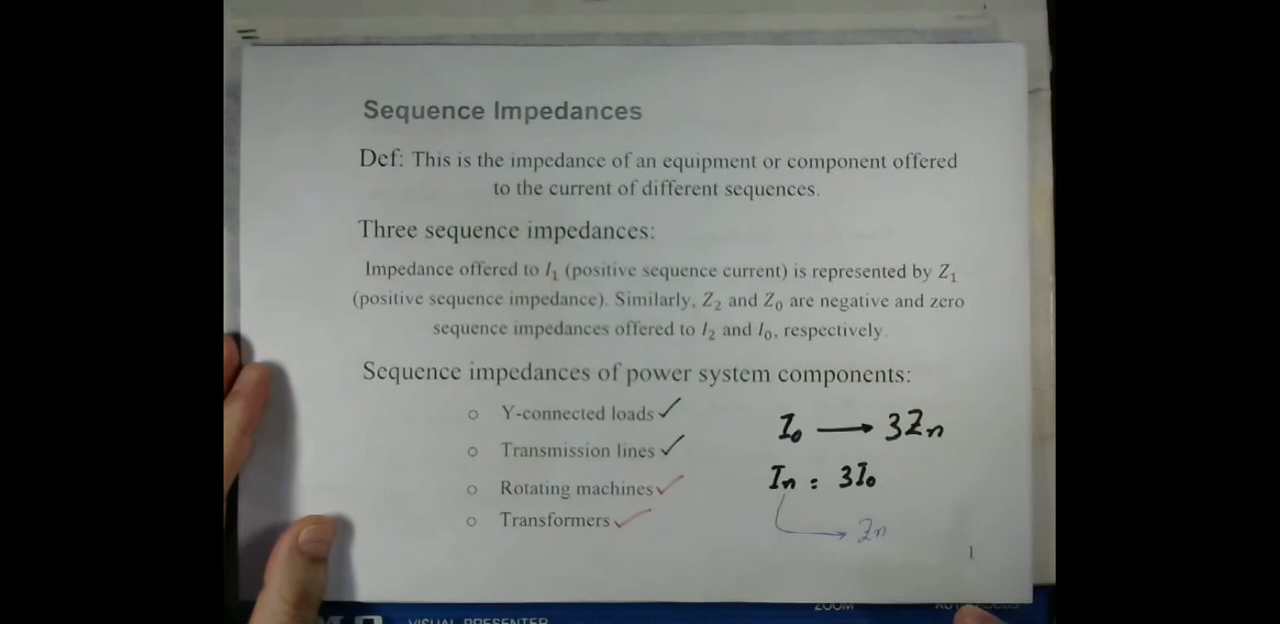 Sequence Impedances
Def: This is the impedance of an equipment or component offered
to the current of different sequences.
Three sequence impedances:
Impedance offered to I₁ (positive sequence current) is represented by Z₁
(positive sequence impedance). Similarly, Z₂ and Z₀ are negative and zero
sequence impedances offered to I₂ and I₀, respectively.
Sequence impedances of power system components:
○ Y-connected loads ✓
○ Transmission lines ✓
○ Rotating machines ✓
○ Transformers ✓
I₀ → 3Zn
In = 3I₀
→ Zn
1
ZOOM
VISUAL PRESENTER